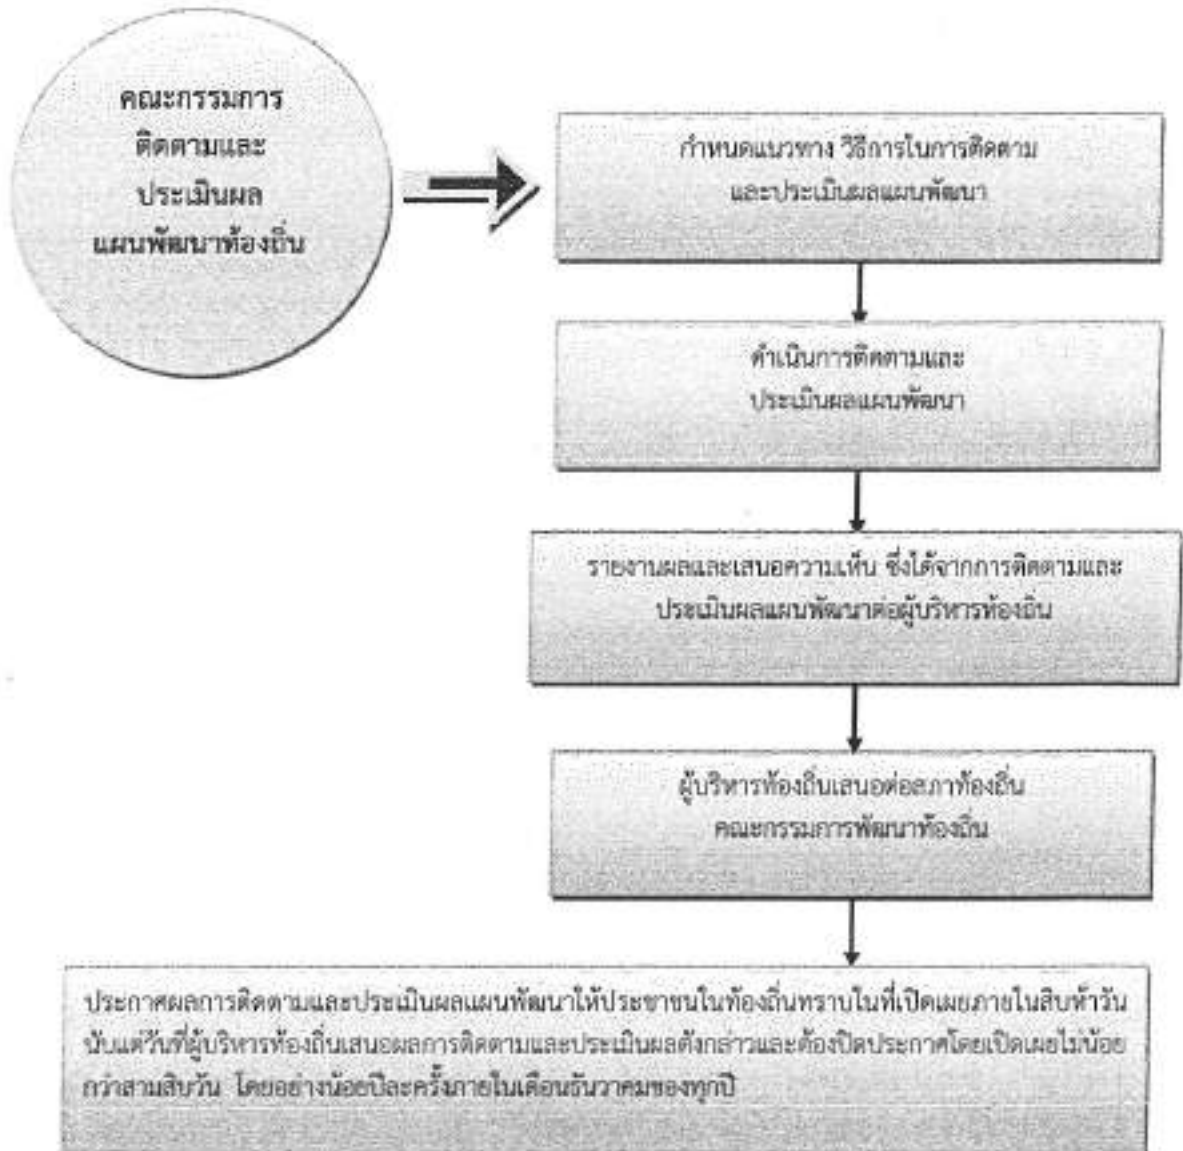 คณะกรรมการ
ติดตามและ
ประเมินผล
แผนพัฒนาท้องถิ่น
กำหนดแนวทาง วิธีการในการติดตาม
และประเมินผลแผนพัฒนา
ดำเนินการติดตามและ
ประเมินผลแผนพัฒนา
รายงานผลและเสนอความเห็น ซึ่งได้จากการติดตามและ
ประเมินผลแผนพัฒนาต่อผู้บริหารท้องถิ่น
ผู้บริหารท้องถิ่นเสนอต่อสภาท้องถิ่น
คณะกรรมการพัฒนาท้องถิ่น
ประกาศผลการติดตามและประเมินผลแผนพัฒนาให้ประชาชนในท้องถิ่นทราบในที่เปิดเผยภายในสิบห้าวัน
นับแต่วันที่ผู้บริหารท้องถิ่นเสนอผลการติดตามและประเมินผลดังกล่าวและต้องปิดประกาศโดยเปิดเผยไม่น้อย
กว่าสามสิบวัน โดยอย่างน้อยปีละครั้งภายในเดือนธันวาคมของทุกปี